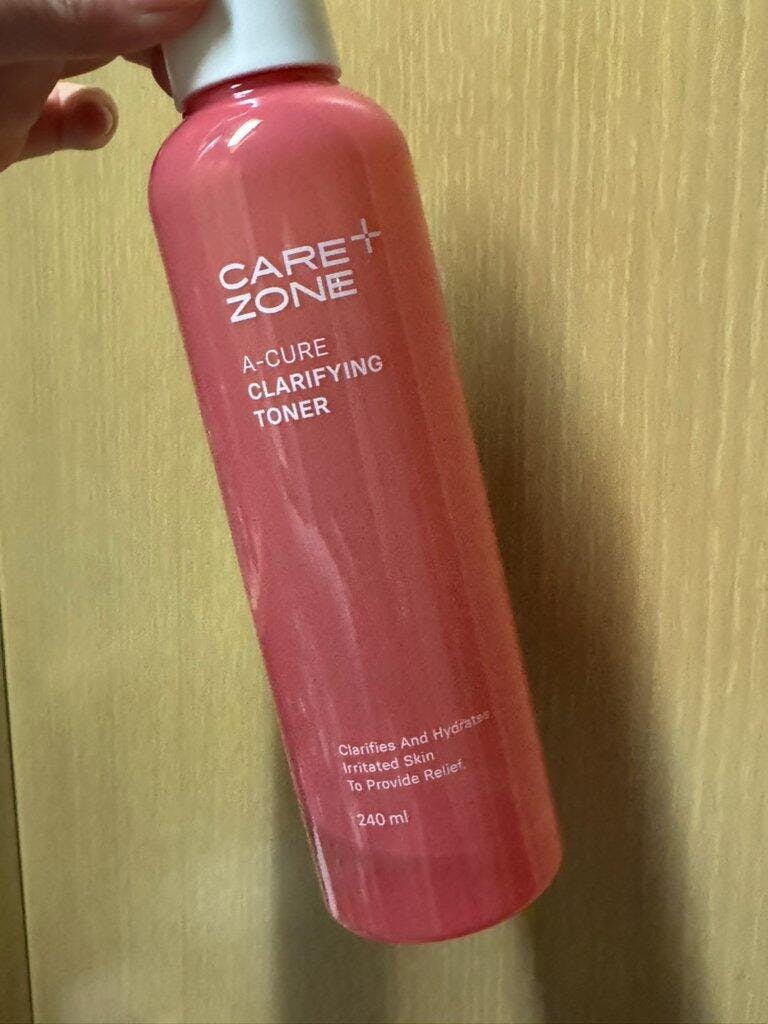 CARE+
ZONE
A-CURE
CLARIFYING
TONER
Clarifies And Hydrates
Irritated Skin
To Provide Relief.
240 ml